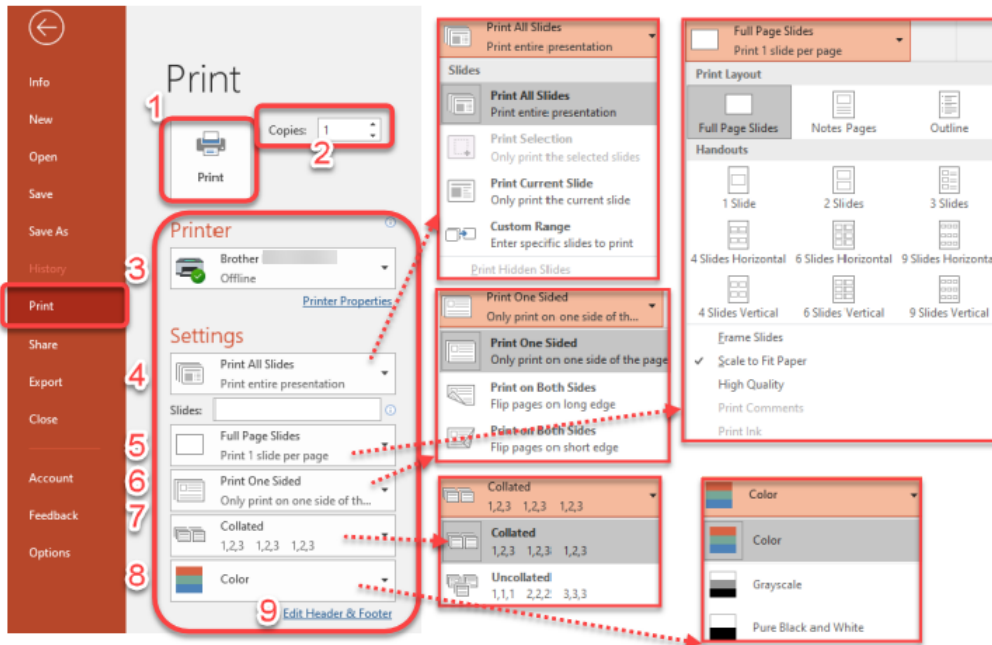 Info
New
Open
Save
Save As
History
Print
Share
Export
Close
Account
Feedback
Options
Print
1
Print
Copies: 1
2
Printer
3
Brother
Offline
Printer Properties
Settings
4
Print All Slides
Print entire presentation
Slides:
5
Full Page Slides
Print 1 slide per page
6
Print One Sided
Only print on one side of th...
7
Collated
1,2,3 1,2,3 1,2,3
8
Color
9
Edit Header & Footer
Print All Slides
Print entire presentation
Slides
Print All Slides
Print entire presentation
Print Selection
Only print the selected slides
Print Current Slide
Only print the current slide
Custom Range
Enter specific slides to print
Print Hidden Slides
Print One Sided
Only print on one side of th...
Print One Sided
Only print on one side of the page
Print on Both Sides
Flip pages on long edge
Print on Both Sides
Flip pages on short edge
Collated
1,2,3 1,2,3 1,2,3
Collated
1,2,3 1,2,3 1,2,3
Uncollated
1,1,1 2,2,2 3,3,3
Full Page Slides
Print 1 slide per page
Print Layout
Full Page Slides Notes Pages Outline
Handouts
1 Slide 2 Slides 3 Slides
4 Slides Horizontal 6 Slides Horizontal 9 Slides Horizonta
4 Slides Vertical 6 Slides Vertical 9 Slides Vertical
Frame Slides
Scale to Fit Paper
High Quality
Print Comments
Print Ink
Color
Color
Grayscale
Pure Black and White